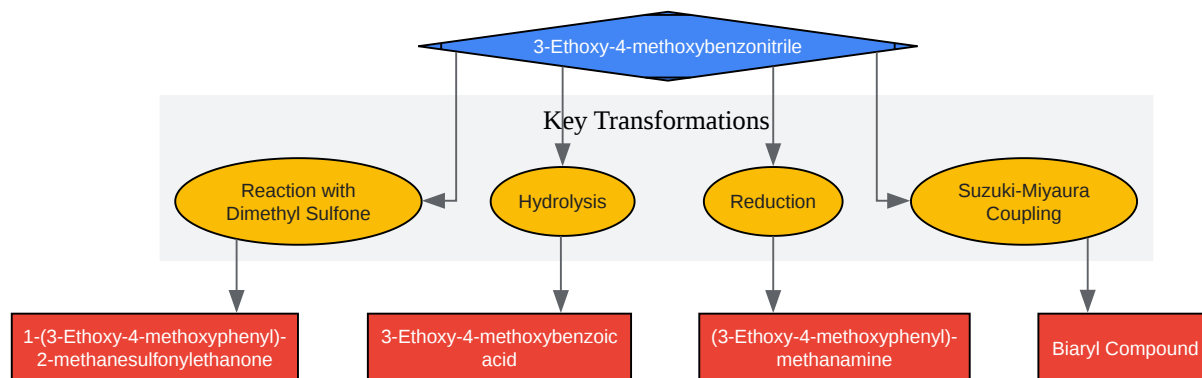 3-Ethoxy-4-methoxybenzonitrile
Key Transformations
Reaction with
Dimethyl Sulfone
Hydrolysis
Reduction
Suzuki-Miyaura
Coupling
1-(3-Ethoxy-4-methoxyphenyl)-
2-methanesulfonylethanone
3-Ethoxy-4-methoxybenzoic
acid
(3-Ethoxy-4-methoxyphenyl)-
methanamine
Biaryl Compound